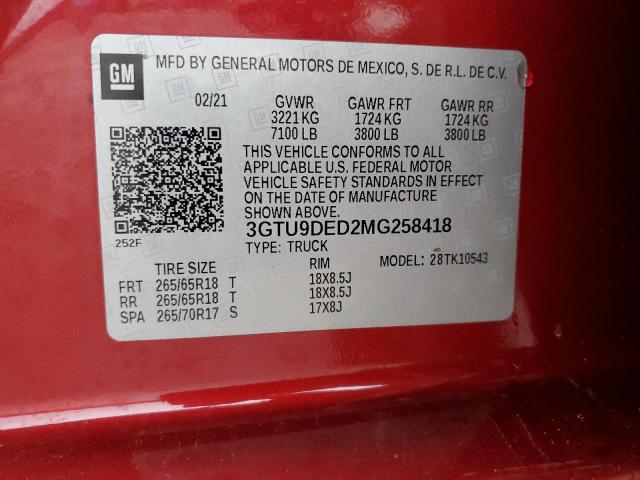 GM MFD BY GENERAL MOTORS DE MEXICO, S. DE R.L. DE C.V.
02/21 GVWR GAWR FRT GAWR RR
3221 KG 1724 KG 1724 KG
7100 LB 3800 LB 3800 LB
THIS VEHICLE CONFORMS TO ALL
APPLICABLE U.S. FEDERAL MOTOR
VEHICLE SAFETY STANDARDS IN EFFECT
ON THE DATE OF MANUFACTURE
SHOWN ABOVE.
3GTU9DED2MG258418
252F
TYPE: TRUCK
MODEL: 28TK10543
TIRE SIZE RIM
FRT 265/65R18 T 18X8.5J
RR 265/65R18 T 18X8.5J
SPA 265/70R17 S 17X8J